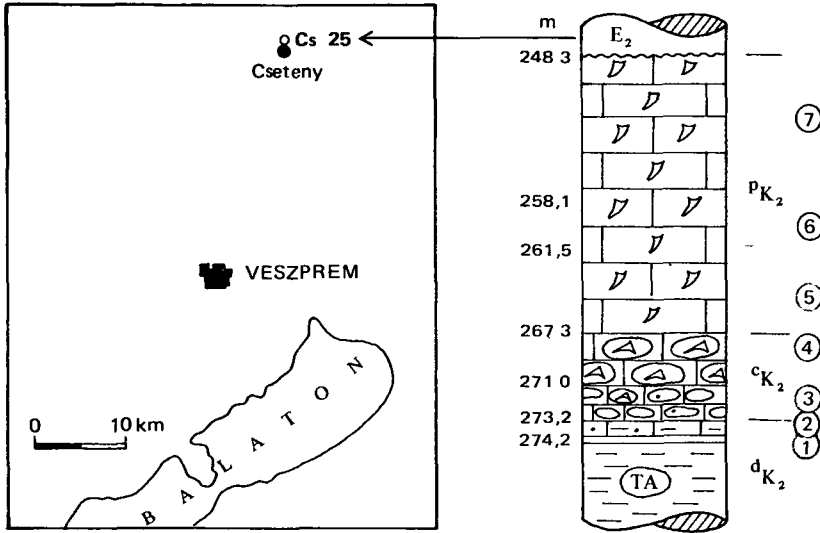 Cs 25
Cseteny
VESZPREM
0 10 km
BALATON
m
E2
248 3
7
pK2
258,1
6
261,5
5
267 3
4
cK2
271 0
3
273,2
2
274,2
1
dK2
TA